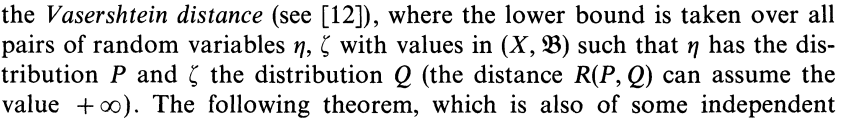 the Vasershtein distance (see [12]), where the lower bound is taken over all
pairs of random variables η, ζ with values in (X, 𝔅) such that η has the dis-
tribution P and ζ the distribution Q (the distance R(P, Q) can assume the
value +∞). The following theorem, which is also of some independent